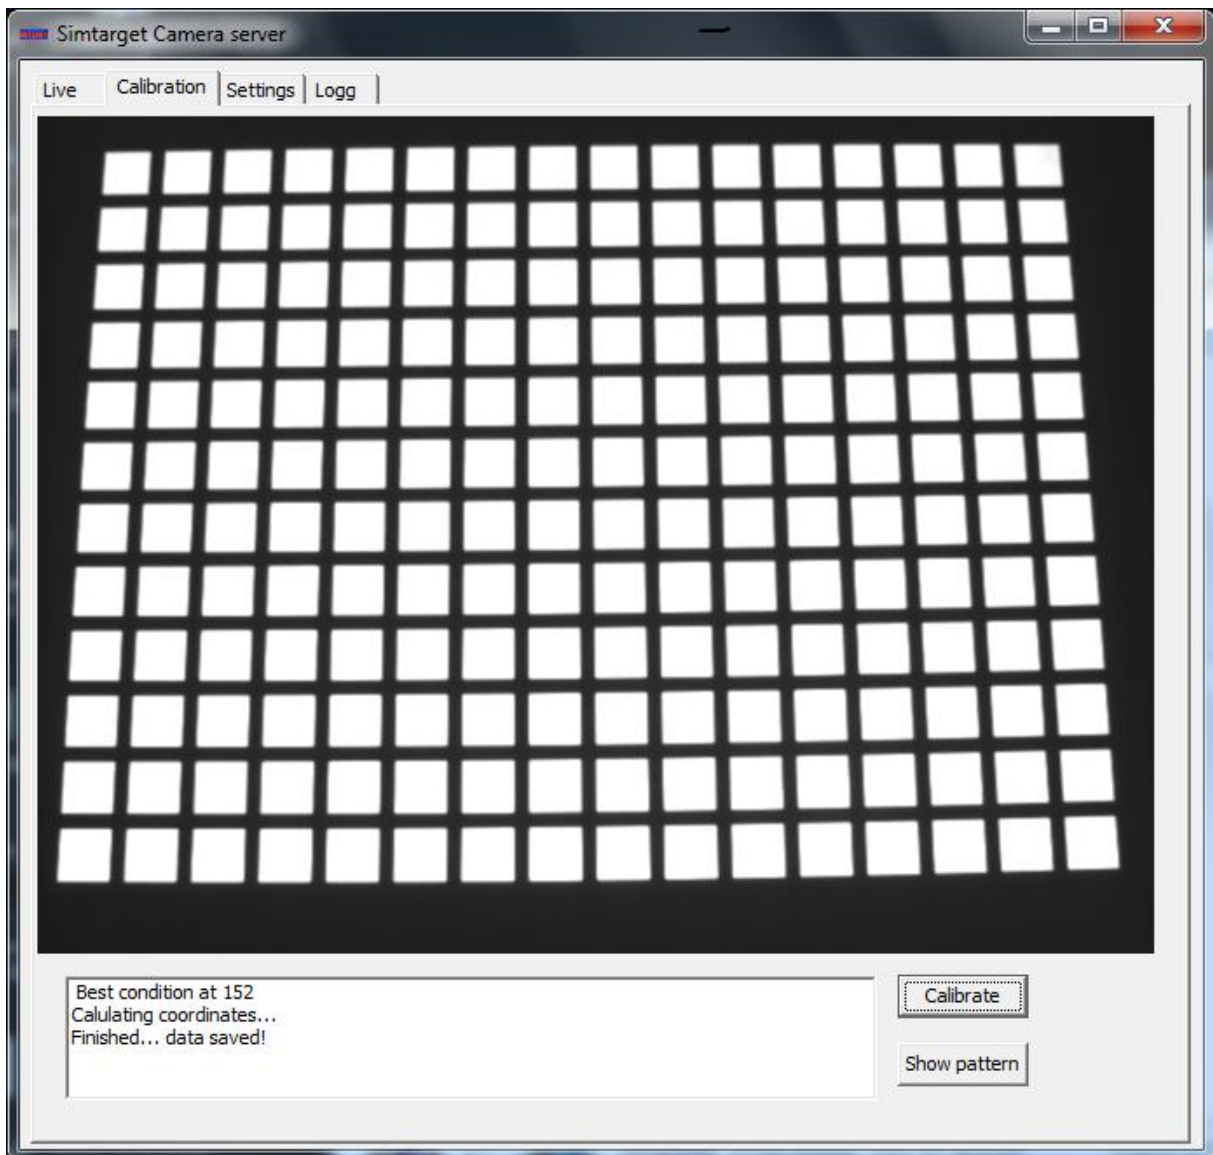 Simtarget Camera server
Live Calibration Settings Logg
Best condition at 152
Calulating coordinates...
Finished... data saved!
Calibrate
Show pattern